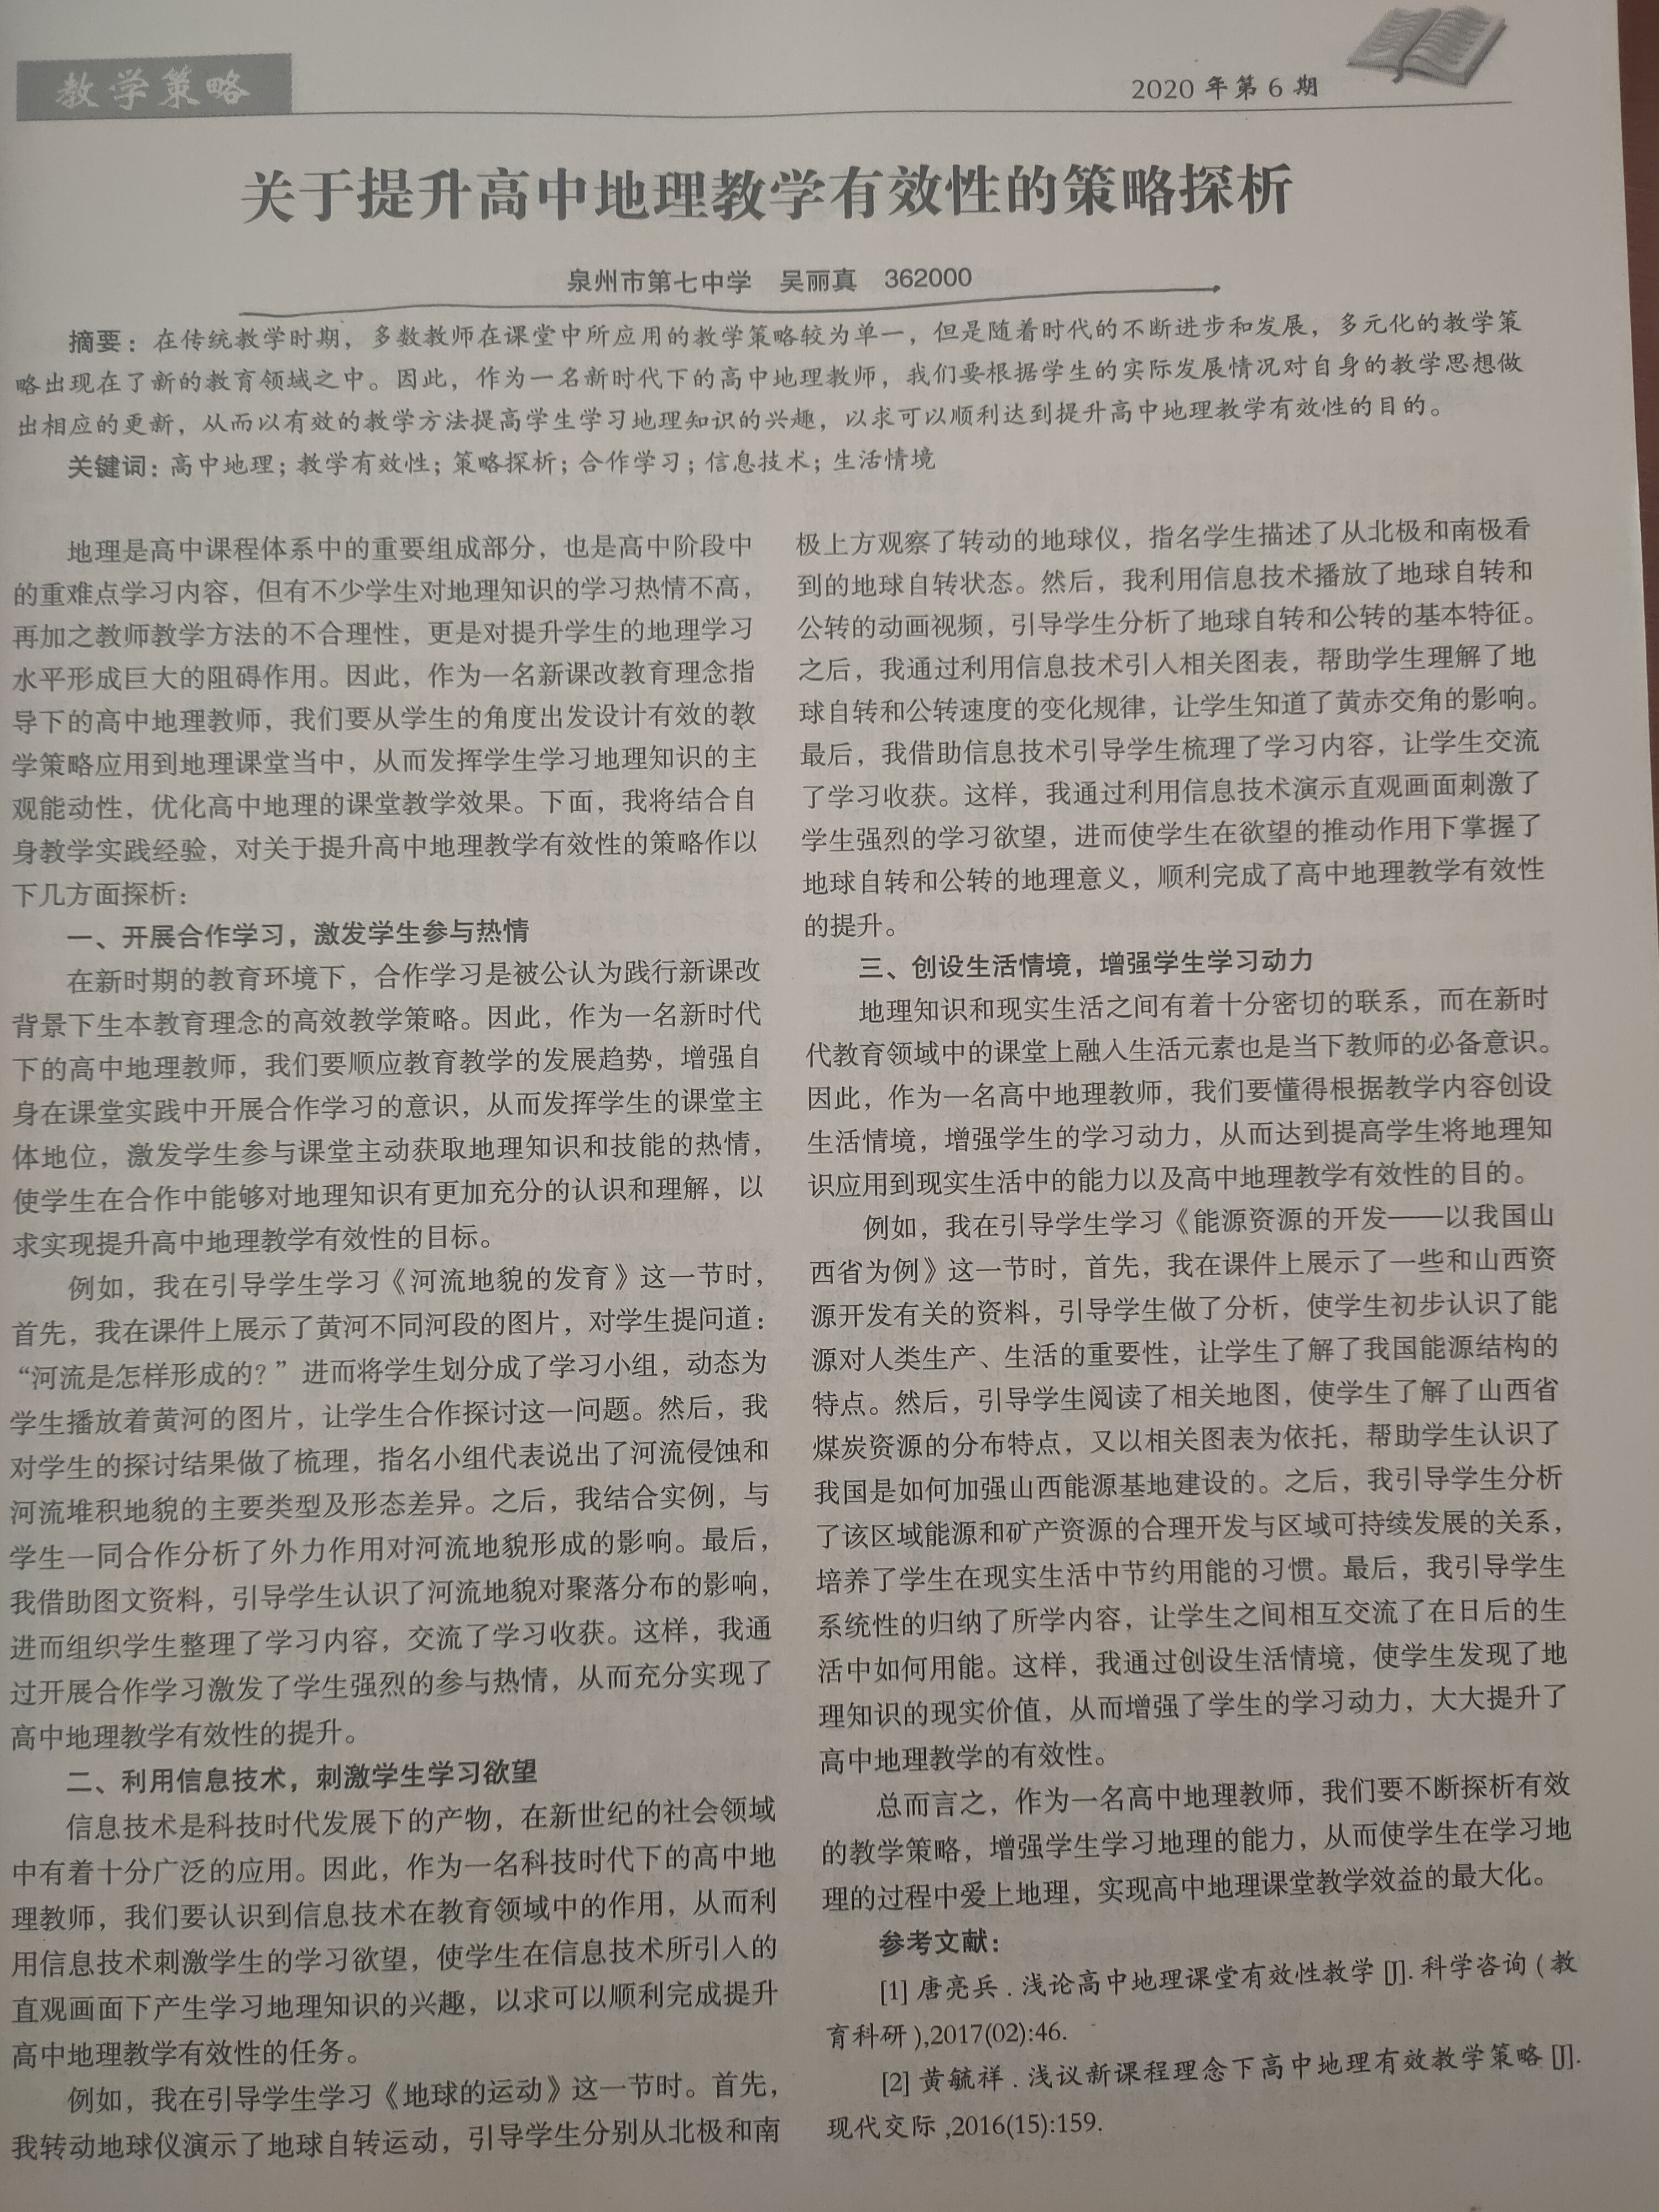 教学策略
2020 年第 6 期
关于提升高中地理教学有效性的策略探析
泉州市第七中学 吴丽真 362000
摘要：在传统教学时期，多数教师在课堂中所应用的教学策略较为单一，但是随着时代的不断进步和发展，多元化的教学策
略出现在了新的教育领域之中。因此，作为一名新时代下的高中地理教师，我们要根据学生的实际发展情况对自身的教学思想做
出相应的更新，从而以有效的教学方法提高学生学习地理知识的兴趣，以求可以顺利达到提升高中地理教学有效性的目的。
关键词：高中地理；教学有效性；策略探析；合作学习；信息技术；生活情境
地理是高中课程体系中的重要组成部分，也是高中阶段中
的重难点学习内容，但有不少学生对地理知识的学习热情不高，
再加之教师教学方法的不合理性，更是对提升学生的地理学习
水平形成巨大的阻碍作用。因此，作为一名新课改教育理念指
导下的高中地理教师，我们要从学生的角度出发设计有效的教
学策略应用到地理课堂当中，从而发挥学生学习地理知识的主
观能动性，优化高中地理的课堂教学效果。下面，我将结合自
身教学实践经验，对关于提升高中地理教学有效性的策略作以
下几方面探析：
一、开展合作学习，激发学生参与热情
在新时期的教育环境下，合作学习是被公认为践行新课改
背景下生本教育理念的高效教学策略。因此，作为一名新时代
下的高中地理教师，我们要顺应教育教学的发展趋势，增强自
身在课堂实践中开展合作学习的意识，从而发挥学生的课堂主
体地位，激发学生参与课堂主动获取地理知识和技能的热情，
使学生在合作中能够对地理知识有更加充分的认识和理解，以
求实现提升高中地理教学有效性的目标。
例如，我在引导学生学习《河流地貌的发育》这一节时，
首先，我在课件上展示了黄河不同河段的图片，对学生提问道：
“河流是怎样形成的？”进而将学生划分成了学习小组，动态为
学生播放着黄河的图片，让学生合作探讨这一问题。然后，我
对学生的探讨结果做了梳理，指名小组代表说出了河流侵蚀和
河流堆积地貌的主要类型及形态差异。之后，我结合实例，与
学生一同合作分析了外力作用对河流地貌形成的影响。最后，
我借助图文资料，引导学生认识了河流地貌对聚落分布的影响，
进而组织学生整理了学习内容，交流了学习收获。这样，我通
过开展合作学习激发了学生强烈的参与热情，从而充分实现了
高中地理教学有效性的提升。
二、利用信息技术，刺激学生学习欲望
信息技术是科技时代发展下的产物，在新世纪的社会领域
中有着十分广泛的应用。因此，作为一名科技时代下的高中地
理教师，我们要认识到信息技术在教育领域中的作用，从而利
用信息技术刺激学生的学习欲望，使学生在信息技术所引入的
直观画面下产生学习地理知识的兴趣，以求可以顺利完成提升
高中地理教学有效性的任务。
例如，我在引导学生学习《地球的运动》这一节时。首先，
我转动地球仪演示了地球自转运动，引导学生分别从北极和南
极上方观察了转动的地球仪，指名学生描述了从北极和南极看
到的地球自转状态。然后，我利用信息技术播放了地球自转和
公转的动画视频，引导学生分析了地球自转和公转的基本特征。
之后，我通过利用信息技术引入相关图表，帮助学生理解了地
球自转和公转速度的变化规律，让学生知道了黄赤交角的影响。
最后，我借助信息技术引导学生梳理了学习内容，让学生交流
了学习收获。这样，我通过利用信息技术演示直观画面刺激了
学生强烈的学习欲望，进而使学生在欲望的推动作用下掌握了
地球自转和公转的地理意义，顺利完成了高中地理教学有效性
的提升。
三、创设生活情境，增强学生学习动力
地理知识和现实生活之间有着十分密切的联系，而在新时
代教育领域中的课堂上融入生活元素也是当下教师的必备意识。
因此，作为一名高中地理教师，我们要懂得根据教学内容创设
生活情境，增强学生的学习动力，从而达到提高学生将地理知
识应用到现实生活中的能力以及高中地理教学有效性的目的。
例如，我在引导学生学习《能源资源的开发——以我国山
西省为例》这一节时，首先，我在课件上展示了一些和山西资
源开发有关的资料，引导学生做了分析，使学生初步认识了能
源对人类生产、生活的重要性，让学生了解了我国能源结构的
特点。然后，引导学生阅读了相关地图，使学生了解了山西省
煤炭资源的分布特点，又以相关图表为依托，帮助学生认识了
我国是如何加强山西能源基地建设的。之后，我引导学生分析
了该区域能源和矿产资源的合理开发与区域可持续发展的关系，
培养了学生在现实生活中节约用能的习惯。最后，我引导学生
系统性的归纳了所学内容，让学生之间相互交流了在日后的生
活中如何用能。这样，我通过创设生活情境，使学生发现了地
理知识的现实价值，从而增强了学生的学习动力，大大提升了
高中地理教学的有效性。
总而言之，作为一名高中地理教师，我们要不断探析有效
的教学策略，增强学生学习地理的能力，从而使学生在学习地
理的过程中爱上地理，实现高中地理课堂教学效益的最大化。
参考文献：
[1] 唐亮兵 . 浅论高中地理课堂有效性教学 [J]. 科学咨询 ( 教
育科研 ),2017(02):46.
[2] 黄毓祥 . 浅议新课程理念下高中地理有效教学策略 [J].
现代交际 ,2016(15):159.